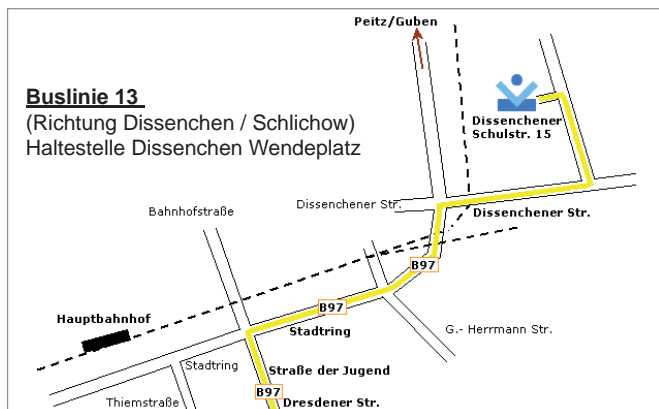 Peitz/Guben
Buslinie 13
(Richtung Dissenchen / Schlichow)
Haltestelle Dissenchen Wendeplatz
Dissenchener
Schulstr. 15
Bahnhofstraße
Dissenchener Str.
Dissenchener Str.
B97
B97
Hauptbahnhof
Stadtring
G.- Herrmann Str.
Stadtring
Straße der Jugend
B97
Thiemstraße
Dresdener Str.